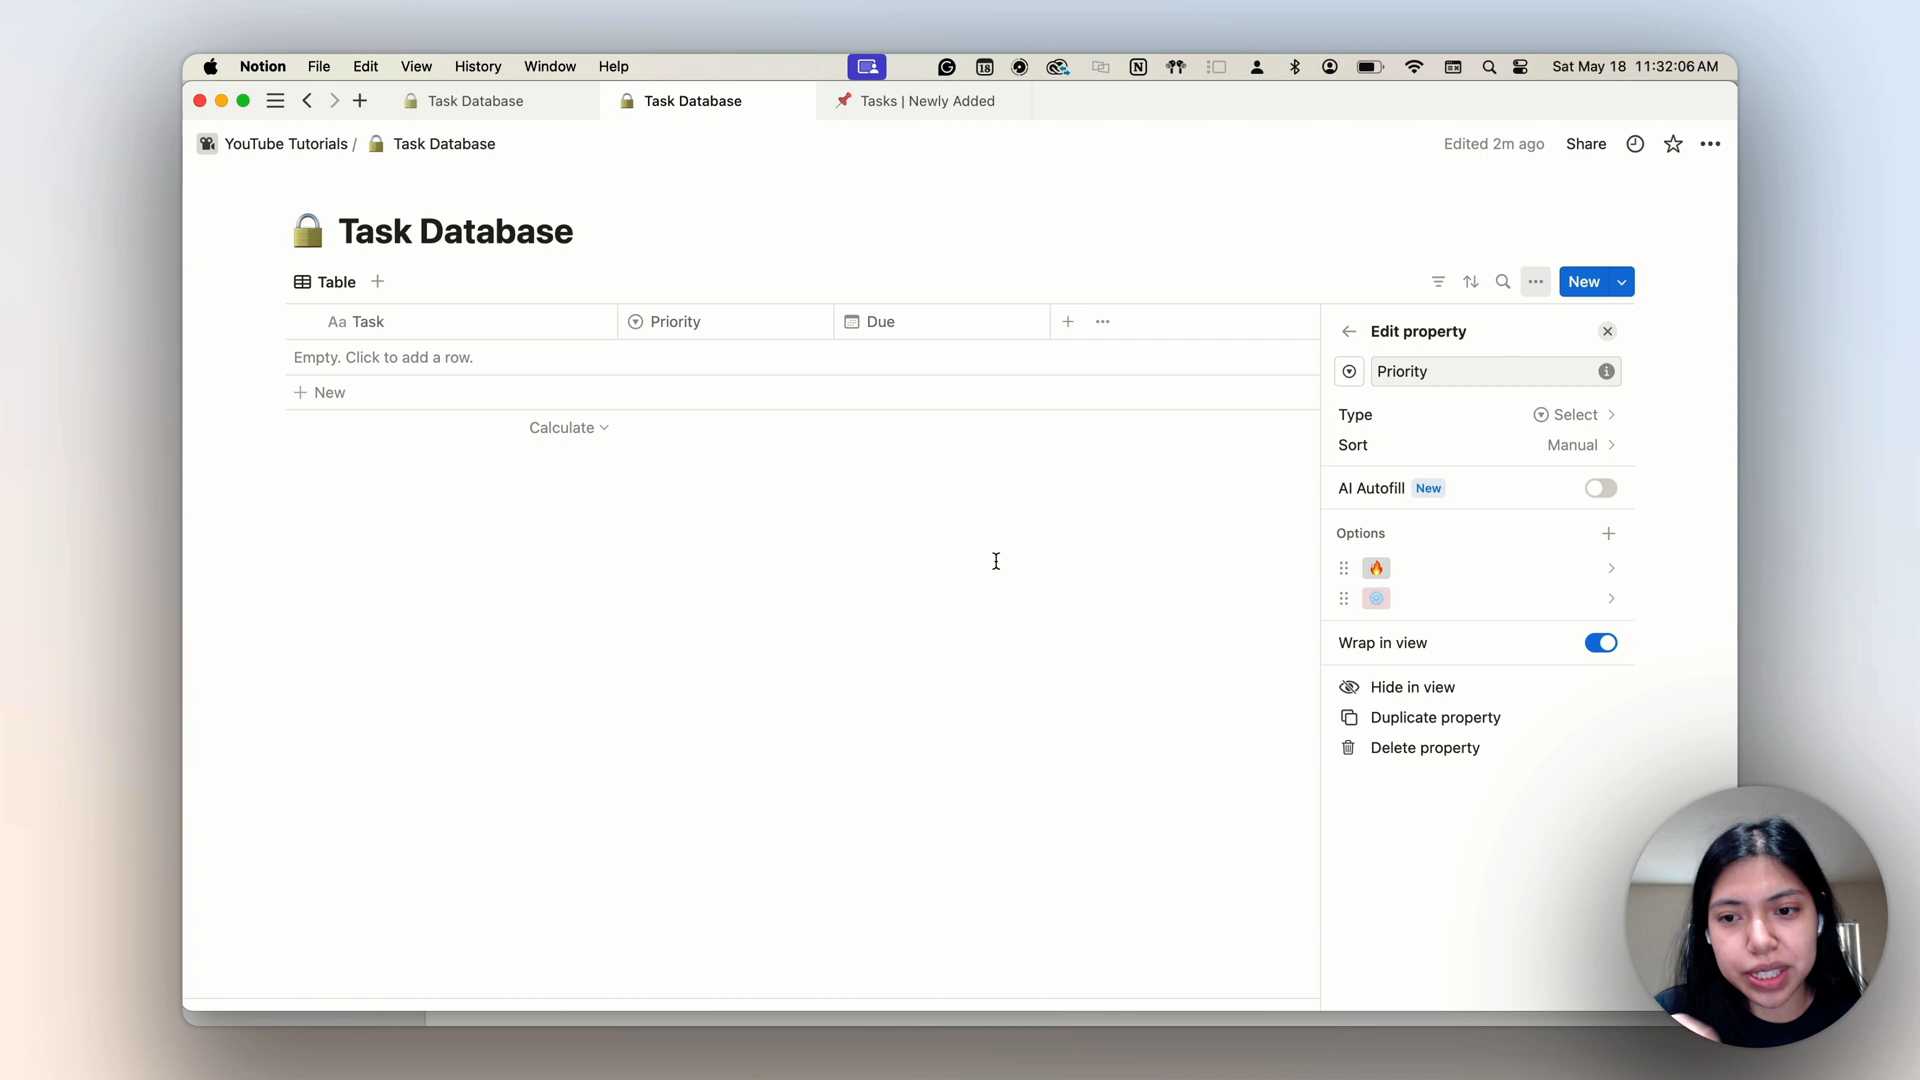 Notion File Edit View History Window Help 18 Sat May 18 11:32:06 AM
Task Database Task Database Tasks | Newly Added
YouTube Tutorials / Task Database Edited 2m ago Share
Task Database
Table New
Aa Task Priority Due
Empty. Click to add a row.
New
Calculate
Edit property
Priority
Type Select
Sort Manual
AI Autofill New
Options
Wrap in view
Hide in view
Duplicate property
Delete property